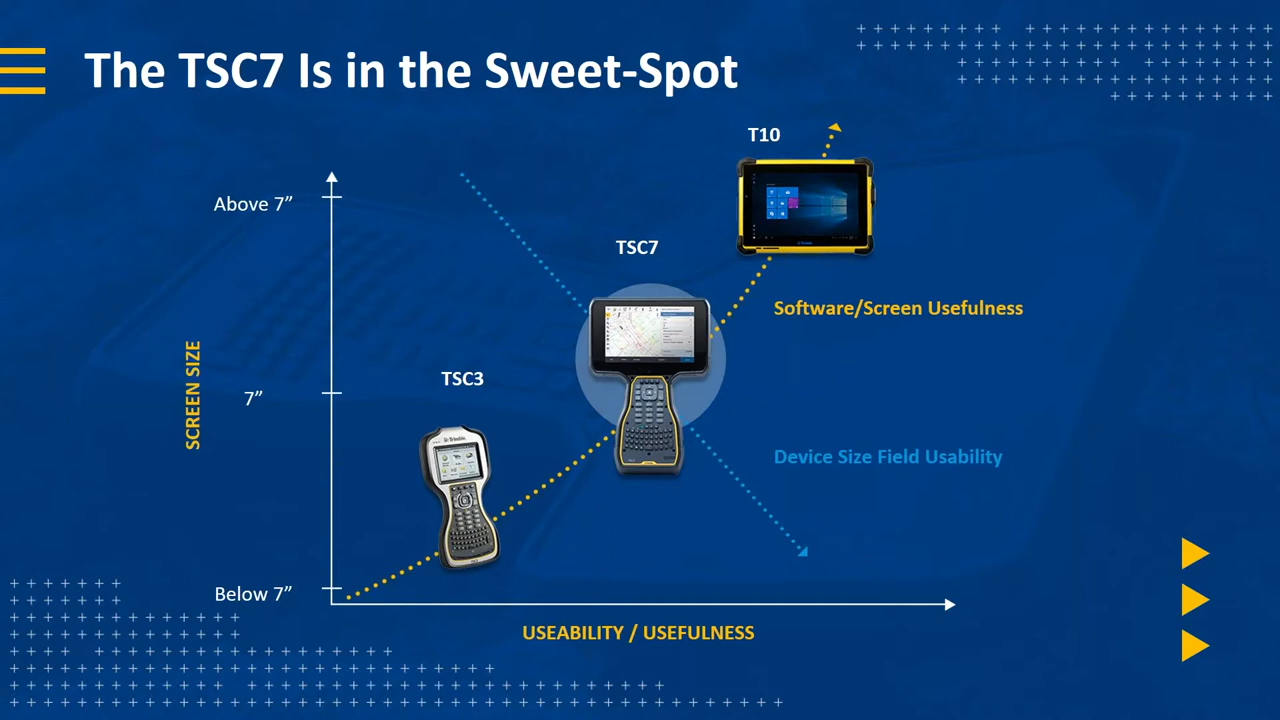 The TSC7 Is in the Sweet-Spot
T10
Above 7”
TSC7
Software/Screen Usefulness
SCREEN SIZE
TSC3
7”
Trimble
Device Size Field Usability
Below 7”
USEABILITY / USEFULNESS